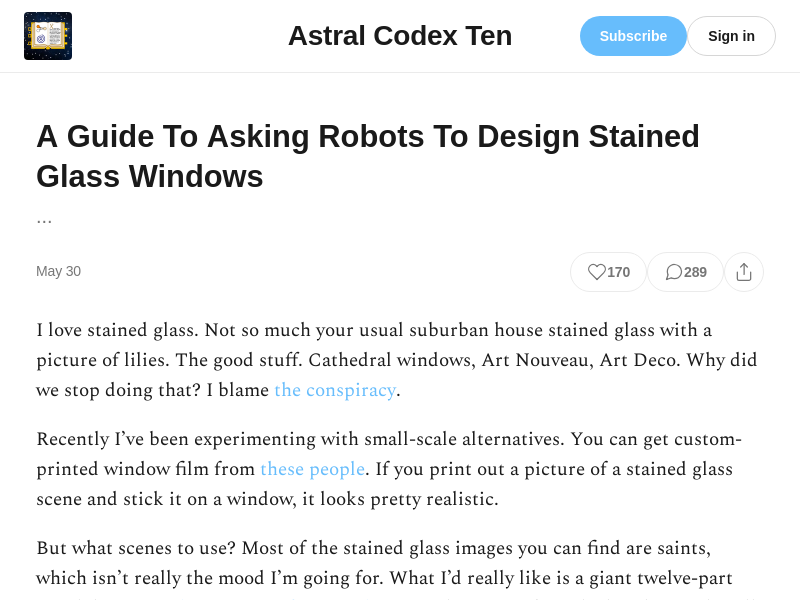 Astral Codex Ten
Subscribe
Sign in
A Guide To Asking Robots To Design Stained
Glass Windows
...
May 30
170
289
I love stained glass. Not so much your usual suburban house stained glass with a
picture of lilies. The good stuff. Cathedral windows, Art Nouveau, Art Deco. Why did
we stop doing that? I blame the conspiracy.
Recently I’ve been experimenting with small-scale alternatives. You can get custom-
printed window film from these people. If you print out a picture of a stained glass
scene and stick it on a window, it looks pretty realistic.
But what scenes to use? Most of the stained glass images you can find are saints,
which isn’t really the mood I’m going for. What I’d really like is a giant twelve-part